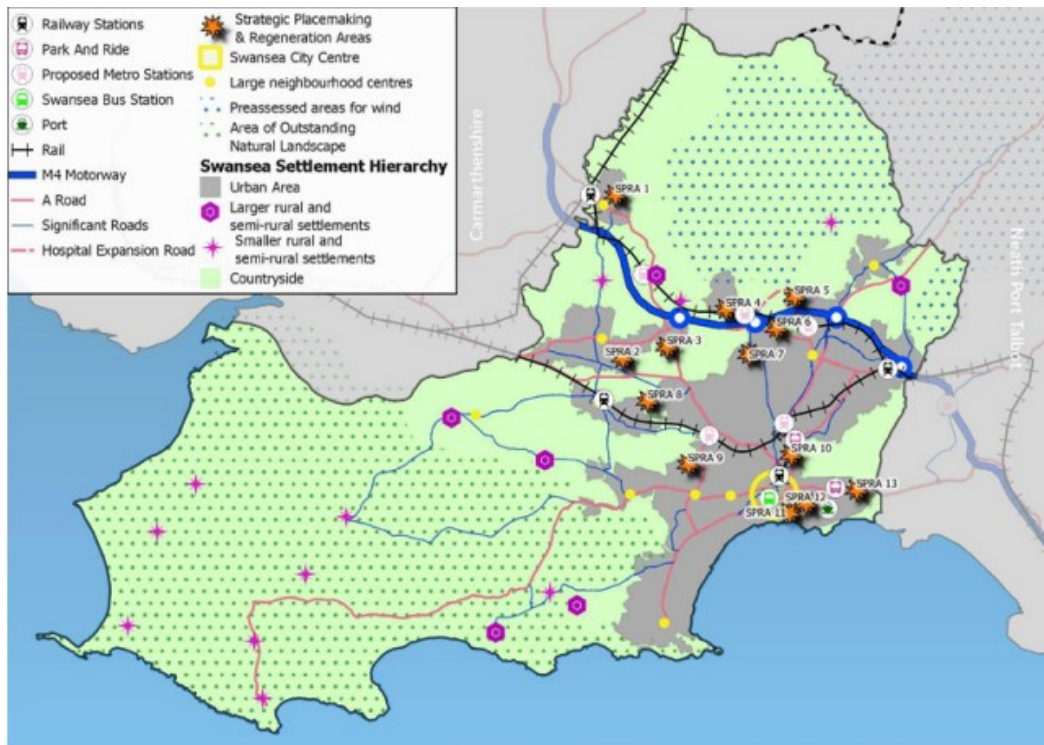 Railway Stations
Park And Ride
Proposed Metro Stations
Swansea Bus Station
Port
Rail
M4 Motorway
A Road
Significant Roads
Hospital Expansion Road
Strategic Placemaking
& Regeneration Areas
Swansea City Centre
Large neighbourhood centres
Preassessed areas for wind
Area of Outstanding
Natural Landscape
Swansea Settlement Hierarchy
Urban Area
Larger rural and
semi-rural settlements
Smaller rural and
semi-rural settlements
Countryside
Carmarthenshire
Neath Port Talbot
SPRA 1
SPRA 5
SPRA 4
SPRA 6
SPRA 3
SPRA 2
SPRA 7
SPRA 8
SPRA 10
SPRA 9
SPRA 13
SPRA 12
SPRA 11